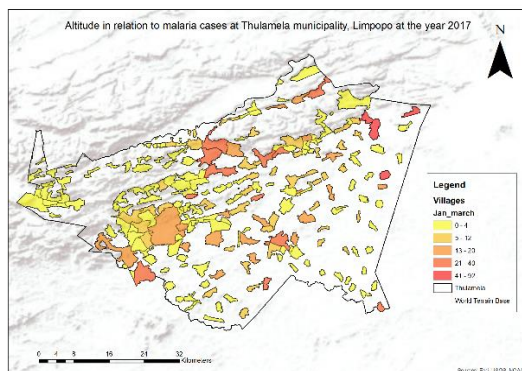 Altitude in relation to malaria cases at Thulamela municipality, Limpopo at the year 2017
N
Legend
Villages
Jan_march
0 - 4
5 - 12
13 - 20
21 - 40
41 - 92
Thulamela
World Terrain Base
0 4 8 16 24 32
Kilometers